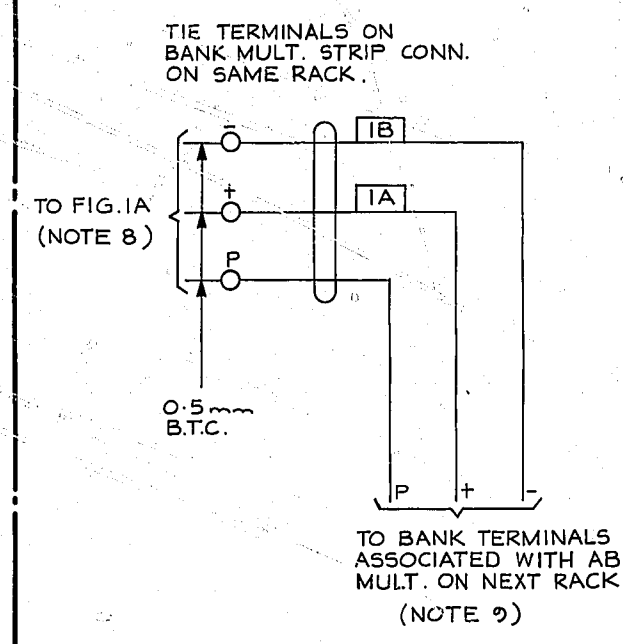 TIE TERMINALS ON
BANK MULT. STRIP CONN.
ON SAME RACK.
-
1B
+
1A
TO FIG.1A
(NOTE 8)
P
0.5mm
B.T.C.
P + -
TO BANK TERMINALS
ASSOCIATED WITH AB
MULT. ON NEXT RACK
(NOTE 9)